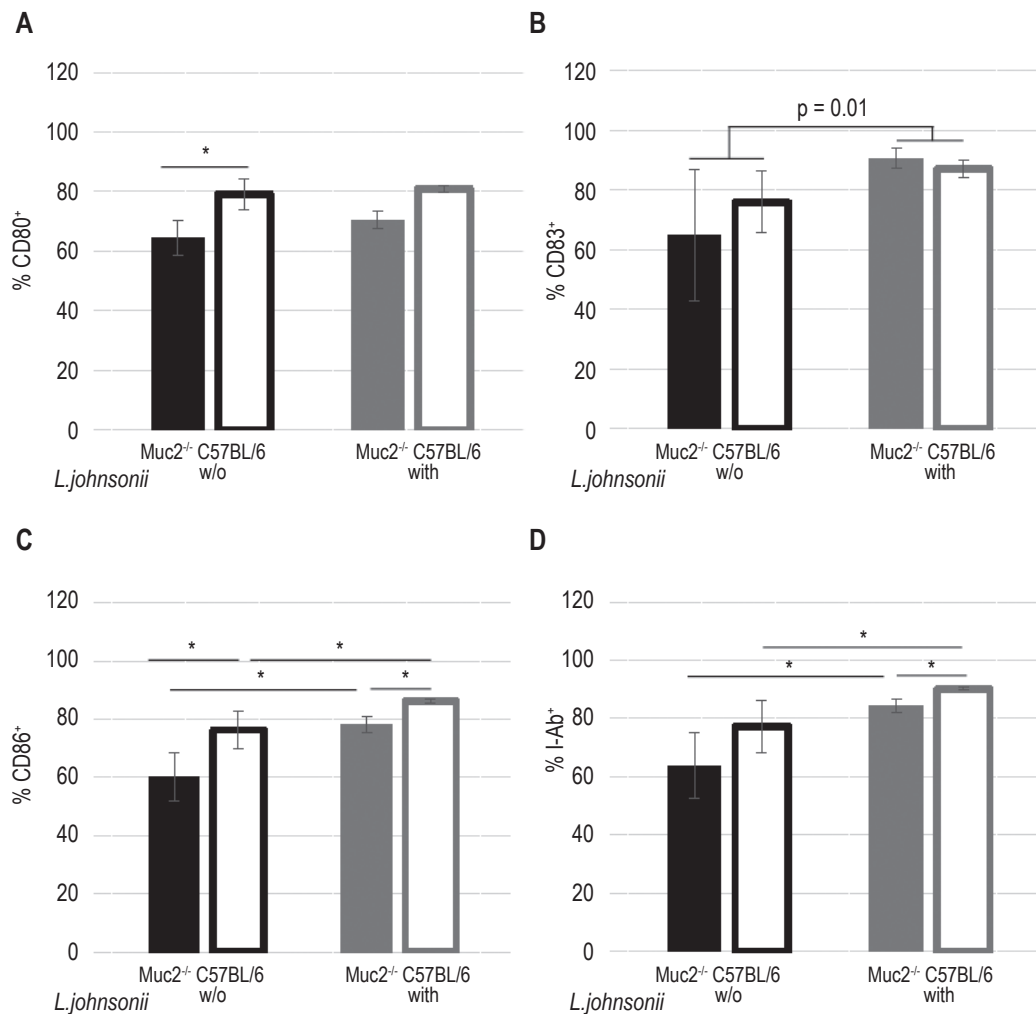 A
120
100
80
60
40
20
0
% CD80⁺
*
Muc2⁻/⁻ C57BL/6
w/o
Muc2⁻/⁻ C57BL/6
with
L.johnsonii
B
120
100
80
60
40
20
0
% CD83⁺
p = 0.01
Muc2⁻/⁻ C57BL/6
w/o
Muc2⁻/⁻ C57BL/6
with
L.johnsonii
C
120
100
80
60
40
20
0
% CD86⁺
*
*
*
*
Muc2⁻/⁻ C57BL/6
w/o
Muc2⁻/⁻ C57BL/6
with
L.johnsonii
D
120
100
80
60
40
20
0
% I-Ab⁺
*
*
*
Muc2⁻/⁻ C57BL/6
w/o
Muc2⁻/⁻ C57BL/6
with
L.johnsonii